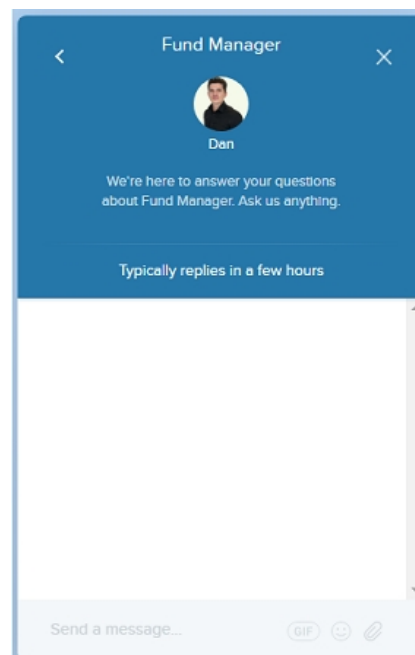 Fund Manager
Dan
We're here to answer your questions
about Fund Manager. Ask us anything.
Typically replies in a few hours
Send a message...
GIF